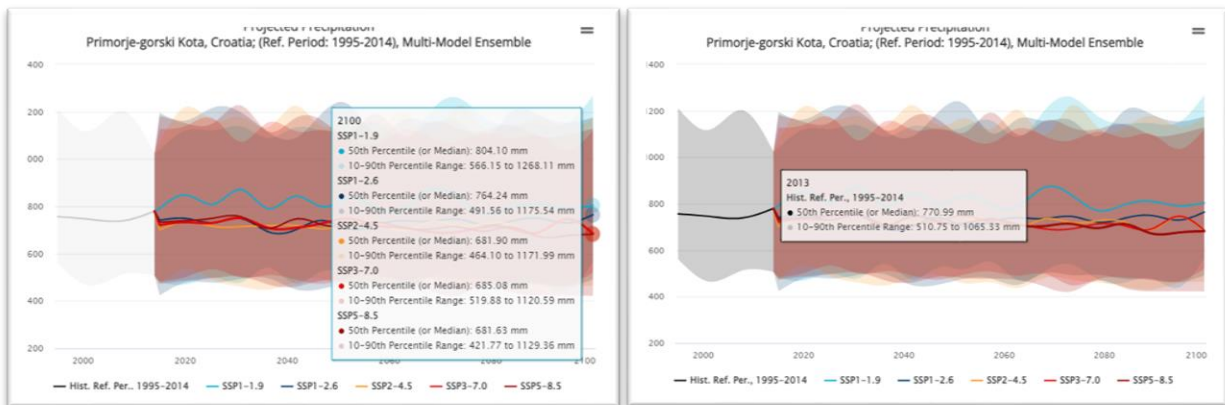 Projected Precipitation
Primorje-gorski Kota, Croatia; (Ref. Period: 1995-2014), Multi-Model Ensemble
400
200
000
800
600
400
200
2000
2020
2040
2060
2100
2100
SSP1-1.9
50th Percentile (or Median): 804.10 mm
10-90th Percentile Range: 566.15 to 1268.11 mm
SSP1-2.6
50th Percentile (or Median): 764.24 mm
10-90th Percentile Range: 491.56 to 1175.54 mm
SSP2-4.5
50th Percentile (or Median): 681.90 mm
10-90th Percentile Range: 464.10 to 1171.99 mm
SSP3-7.0
50th Percentile (or Median): 685.08 mm
10-90th Percentile Range: 519.88 to 1120.59 mm
SSP5-8.5
50th Percentile (or Median): 681.63 mm
10-90th Percentile Range: 421.77 to 1129.36 mm
Hist. Ref. Per., 1995-2014 SSP1-1.9 SSP1-2.6 SSP2-4.5 SSP3-7.0 SSP5-8.5
Projected Precipitation
Primorje-gorski Kota, Croatia; (Ref. Period: 1995-2014), Multi-Model Ensemble
1400
1200
1000
800
600
400
200
2000
2020
2040
2060
2080
2100
2013
Hist. Ref. Per., 1995-2014
50th Percentile (or Median): 770.99 mm
10-90th Percentile Range: 510.75 to 1065.33 mm
Hist. Ref. Per., 1995-2014 SSP1-1.9 SSP1-2.6 SSP2-4.5 SSP3-7.0 SSP5-8.5